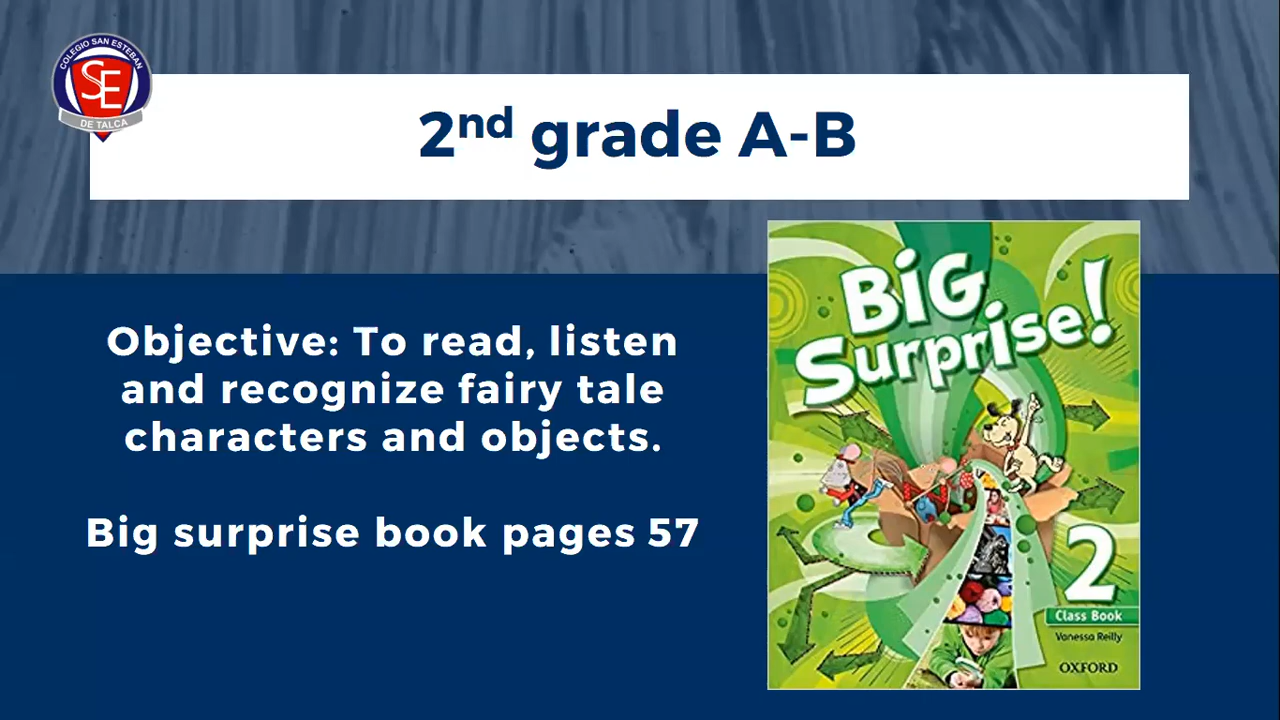 COLEGIO SAN ESTEBAN
SE
DE TALCA
2nd grade A-B
Objective: To read, listen
and recognize fairy tale
characters and objects.
Big surprise book pages 57
BiG
Surprise!
2
Class Book
Vanessa Reilly
OXFORD